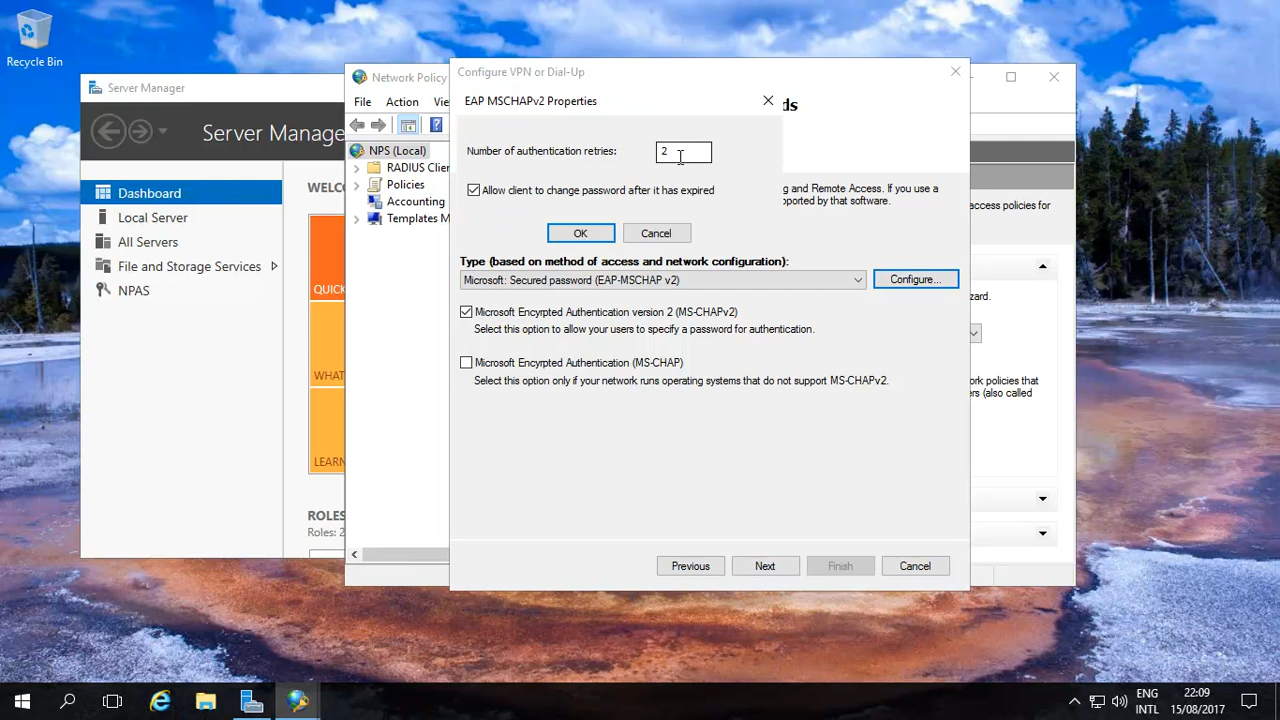 Recycle Bin
Server Manager
Server Manage
Dashboard
Local Server
All Servers
File and Storage Services
NPAS
WELC
QUICK
WHAT
LEARN
ROLES
Roles: 2
Network Policy
File Action Vie
NPS (Local)
RADIUS Clien
Policies
Accounting
Templates M
Configure VPN or Dial-Up
ds
EAP MSCHAPv2 Properties
Number of authentication retries: 2
Allow client to change password after it has expired
OK Cancel
g and Remote Access. If you use a
pported by that software.
Type (based on method of access and network configuration):
Microsoft: Secured password (EAP-MSCHAP v2) Configure...
Microsoft Encrypted Authentication version 2 (MS-CHAPv2)
Select this option to allow your users to specify a password for authentication.
Microsoft Encrypted Authentication (MS-CHAP)
Select this option only if your network runs operating systems that do not support MS-CHAPv2.
Previous Next Finish Cancel
access policies for
zard.
twork policies that
ers (also called
ENG
INTL
22:09
15/08/2017